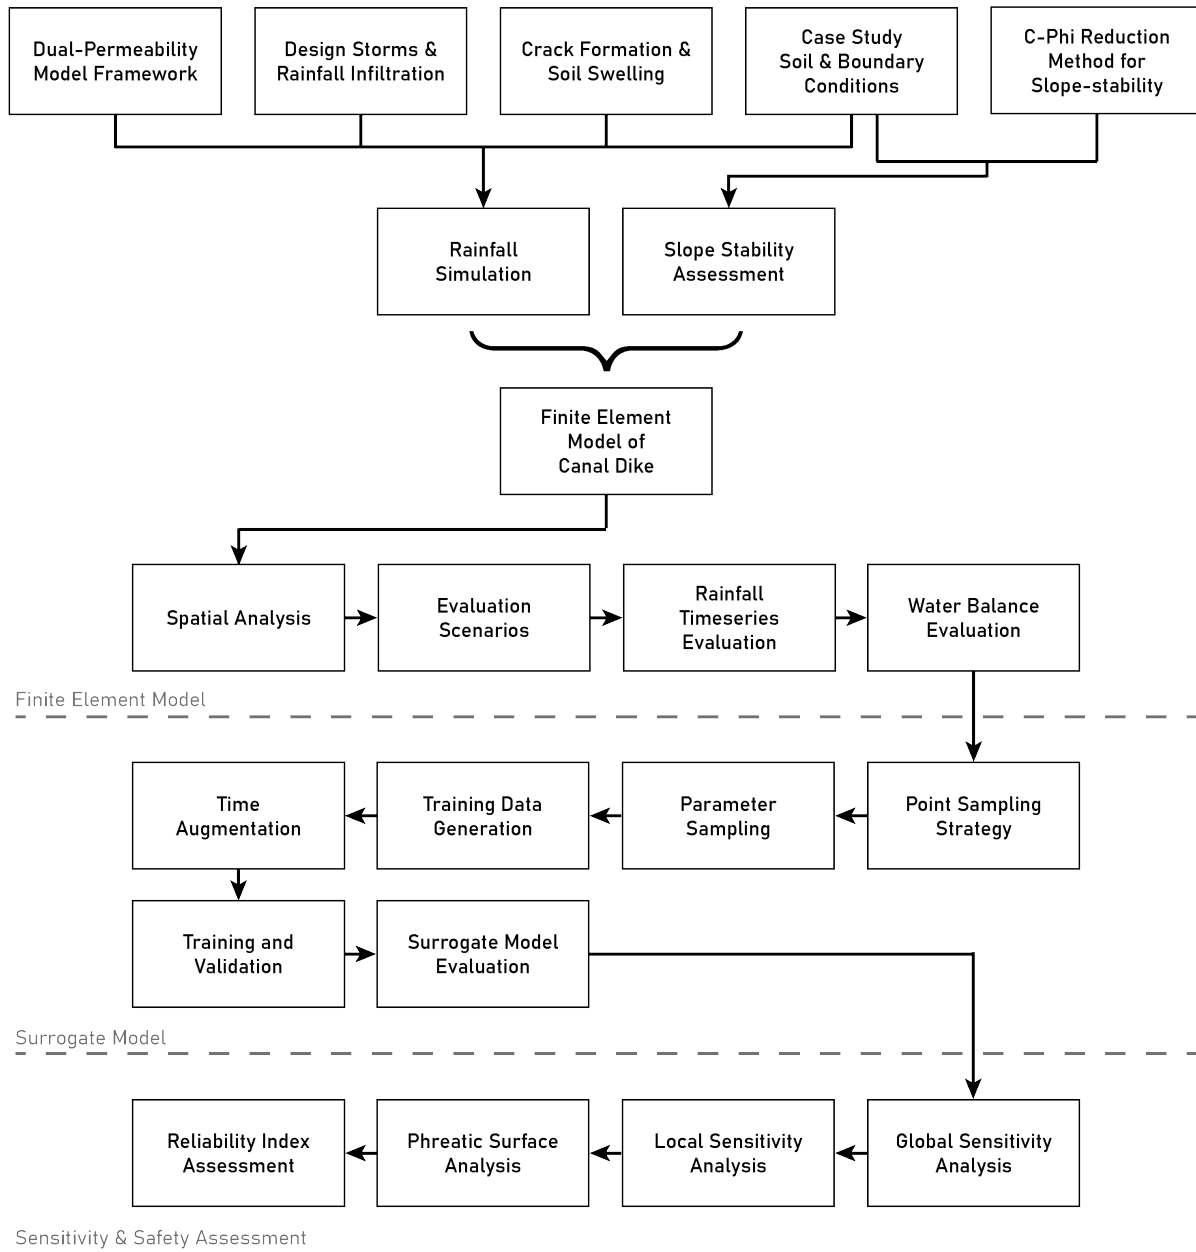 Dual-Permeability
Model Framework
Design Storms &
Rainfall Infiltration
Crack Formation &
Soil Swelling
Case Study
Soil & Boundary
Conditions
C-Phi Reduction
Method for
Slope-stability
Rainfall
Simulation
Slope Stability
Assessment
Finite Element
Model of
Canal Dike
Spatial Analysis
Evaluation
Scenarios
Rainfall
Timeseries
Evaluation
Water Balance
Evaluation
Finite Element Model
Point Sampling
Strategy
Parameter
Sampling
Training Data
Generation
Time
Augmentation
Training and
Validation
Surrogate Model
Evaluation
Surrogate Model
Global Sensitivity
Analysis
Local Sensitivity
Analysis
Phreatic Surface
Analysis
Reliability Index
Assessment
Sensitivity & Safety Assessment